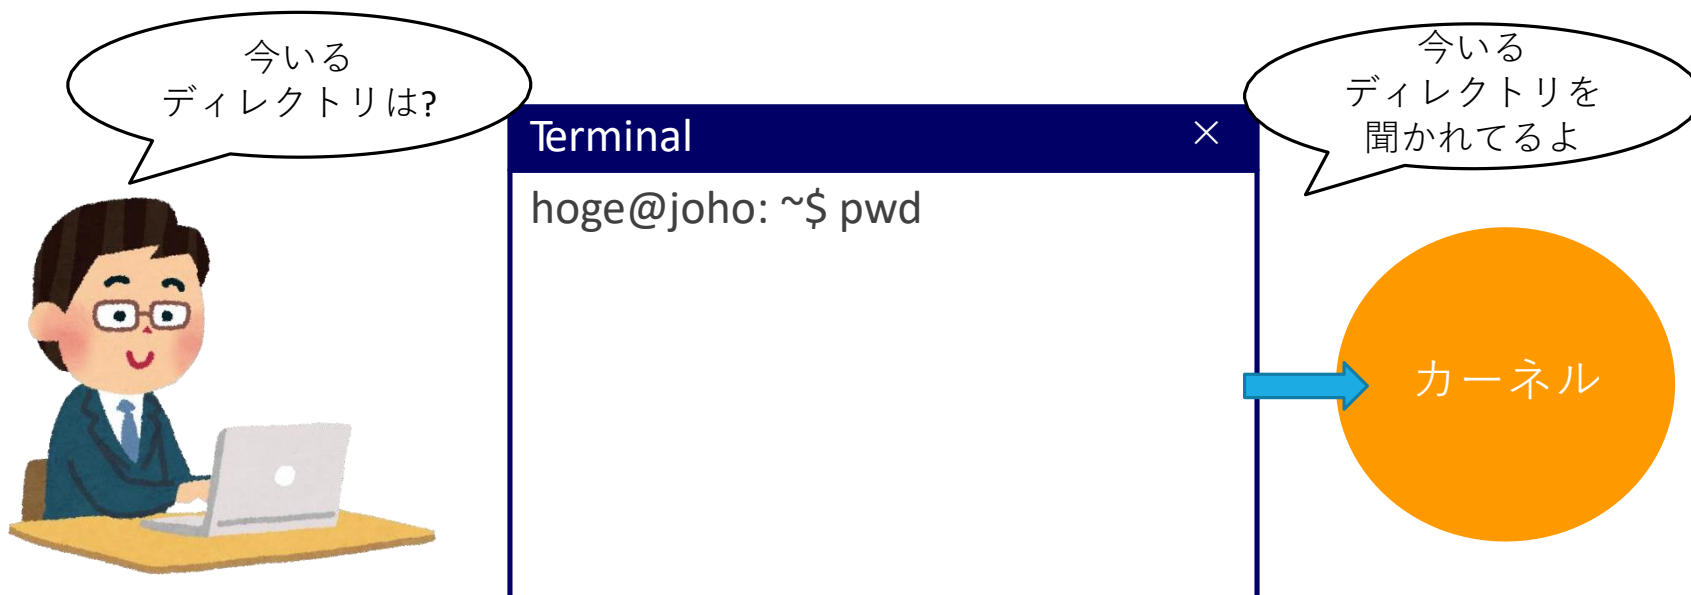 今いる
ディレクトリは?
Terminal ×
hoge@joho: ~$ pwd
今いる
ディレクトリを
聞かれてるよ
カーネル